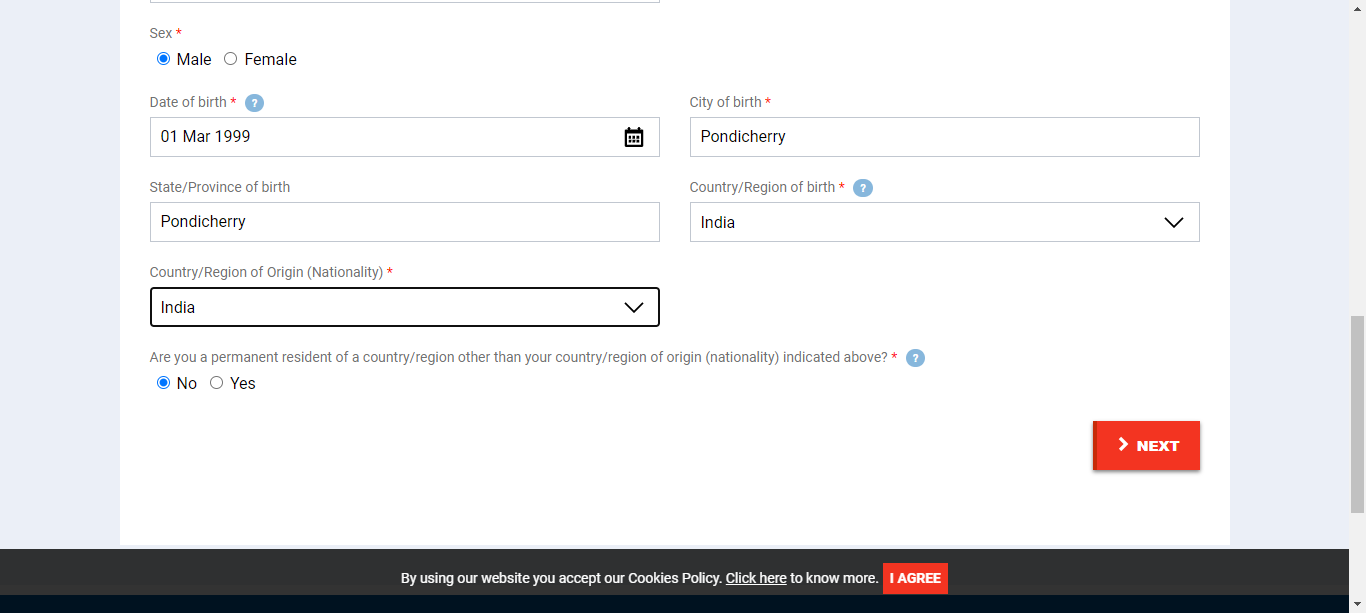 Sex *
Male Female
Date of birth * ?
City of birth *
01 Mar 1999
Pondicherry
State/Province of birth
Country/Region of birth * ?
Pondicherry
India
Country/Region of Origin (Nationality) *
India
Are you a permanent resident of a country/region other than your country/region of origin (nationality) indicated above? * ?
No Yes
NEXT
By using our website you accept our Cookies Policy. Click here to know more. I AGREE